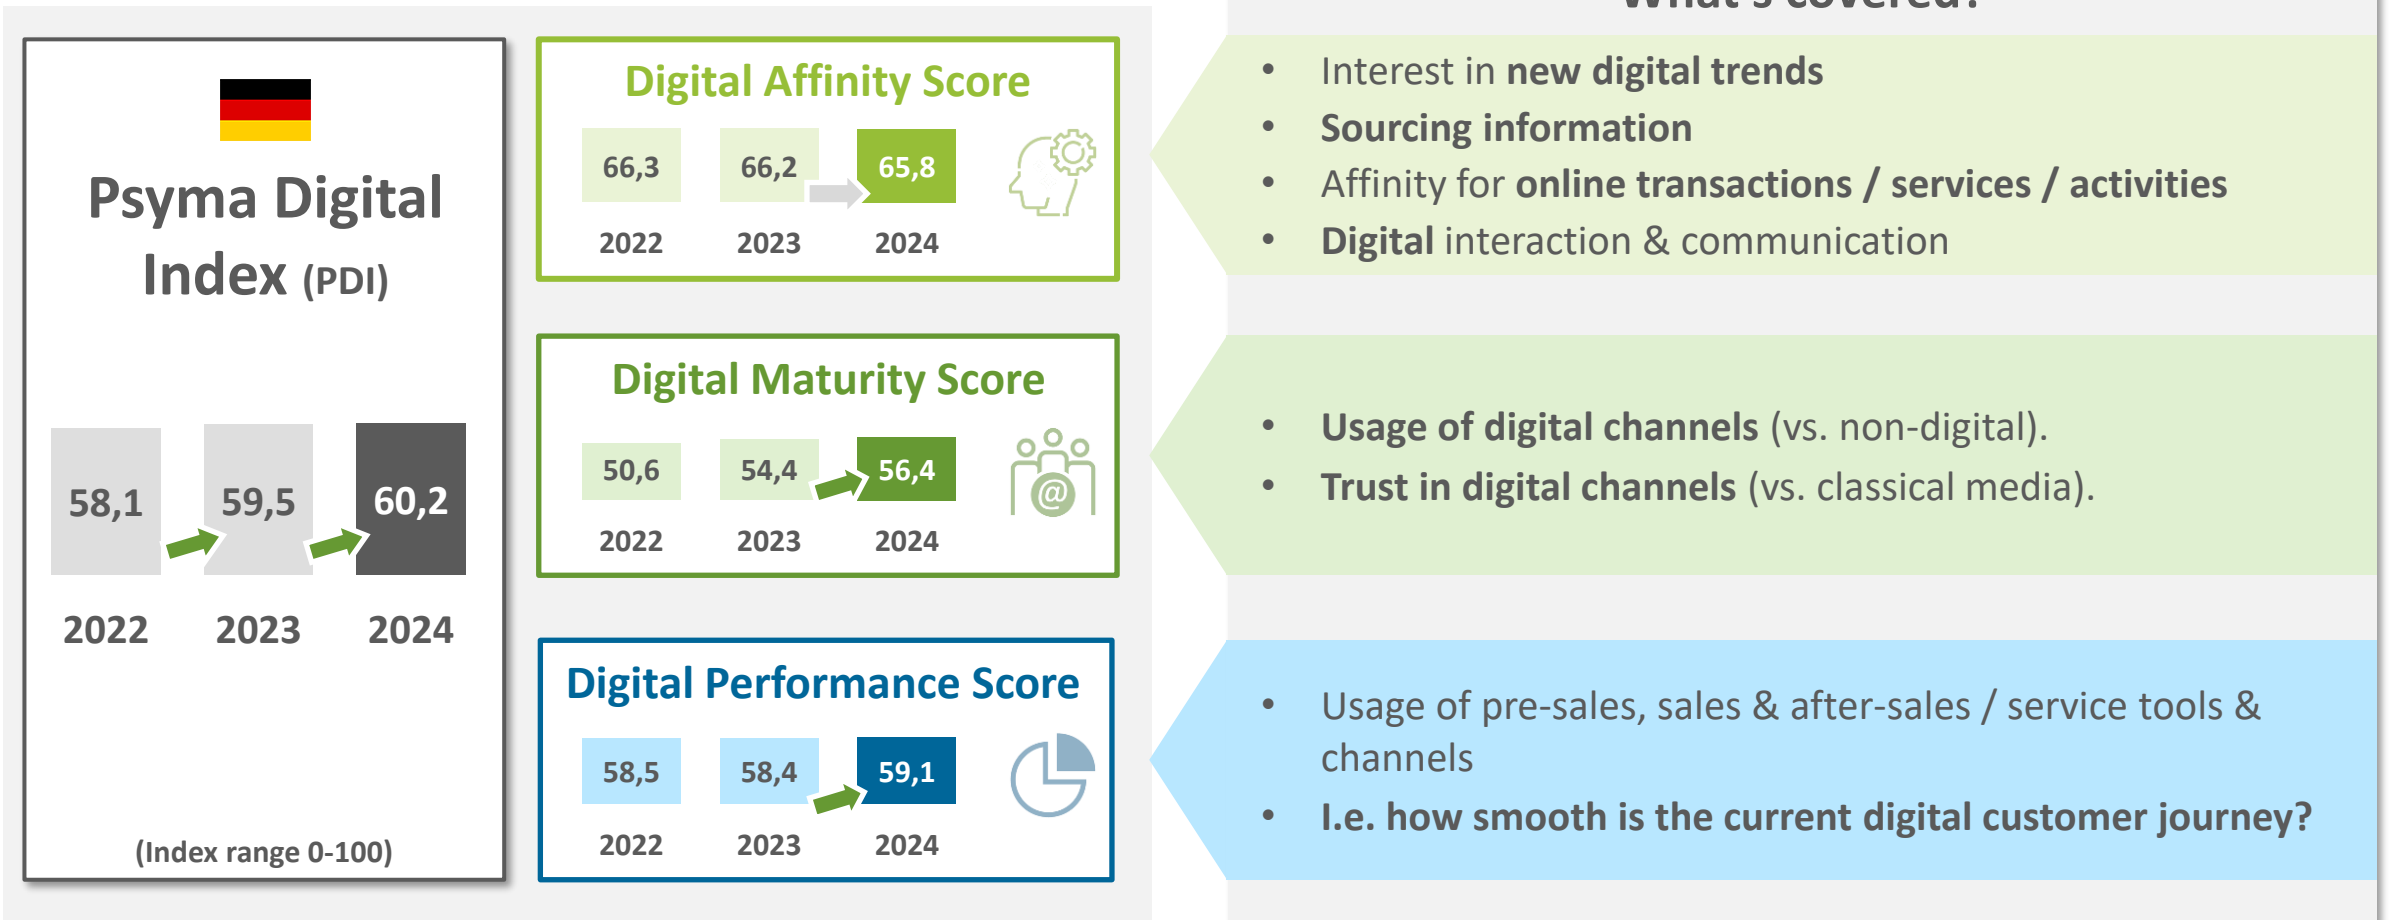 What's covered?
Psyma Digital
Index (PDI)
58,1
59,5
60,2
2022
2023
2024
(Index range 0-100)
Digital Affinity Score
66,3
66,2
65,8
2022
2023
2024
Digital Maturity Score
50,6
54,4
56,4
@
2022
2023
2024
Digital Performance Score
58,5
58,4
59,1
2022
2023
2024
• Interest in new digital trends
• Sourcing information
• Affinity for online transactions / services / activities
• Digital interaction & communication
• Usage of digital channels (vs. non-digital).
• Trust in digital channels (vs. classical media).
• Usage of pre-sales, sales & after-sales / service tools &
channels
• I.e. how smooth is the current digital customer journey?